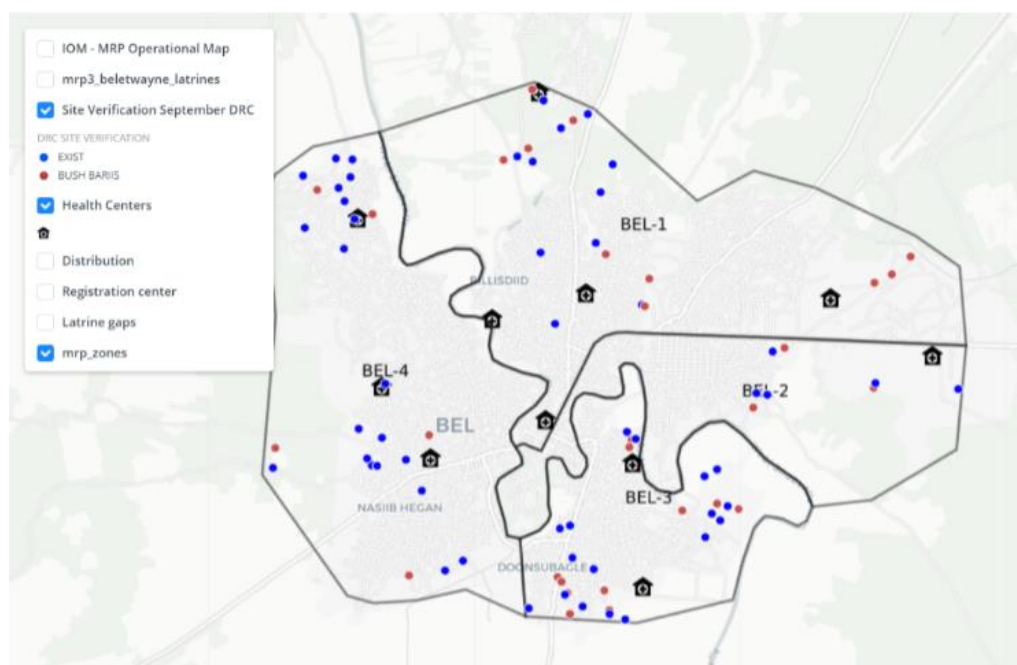 IOM - MRP Operational Map
mrp3_beletwayne_latrines
Site Verification September DRC
DRC SITE VERIFICATION
EXIST
BUSH BARIIS
Health Centers
Distribution
Registration center
Latrine gaps
mrp_zones
BEL-1
BILLISDIID
BEL-4
BEL-2
BEL
BEL-3
NASIIB HEGAN
DOONSUBAGLE